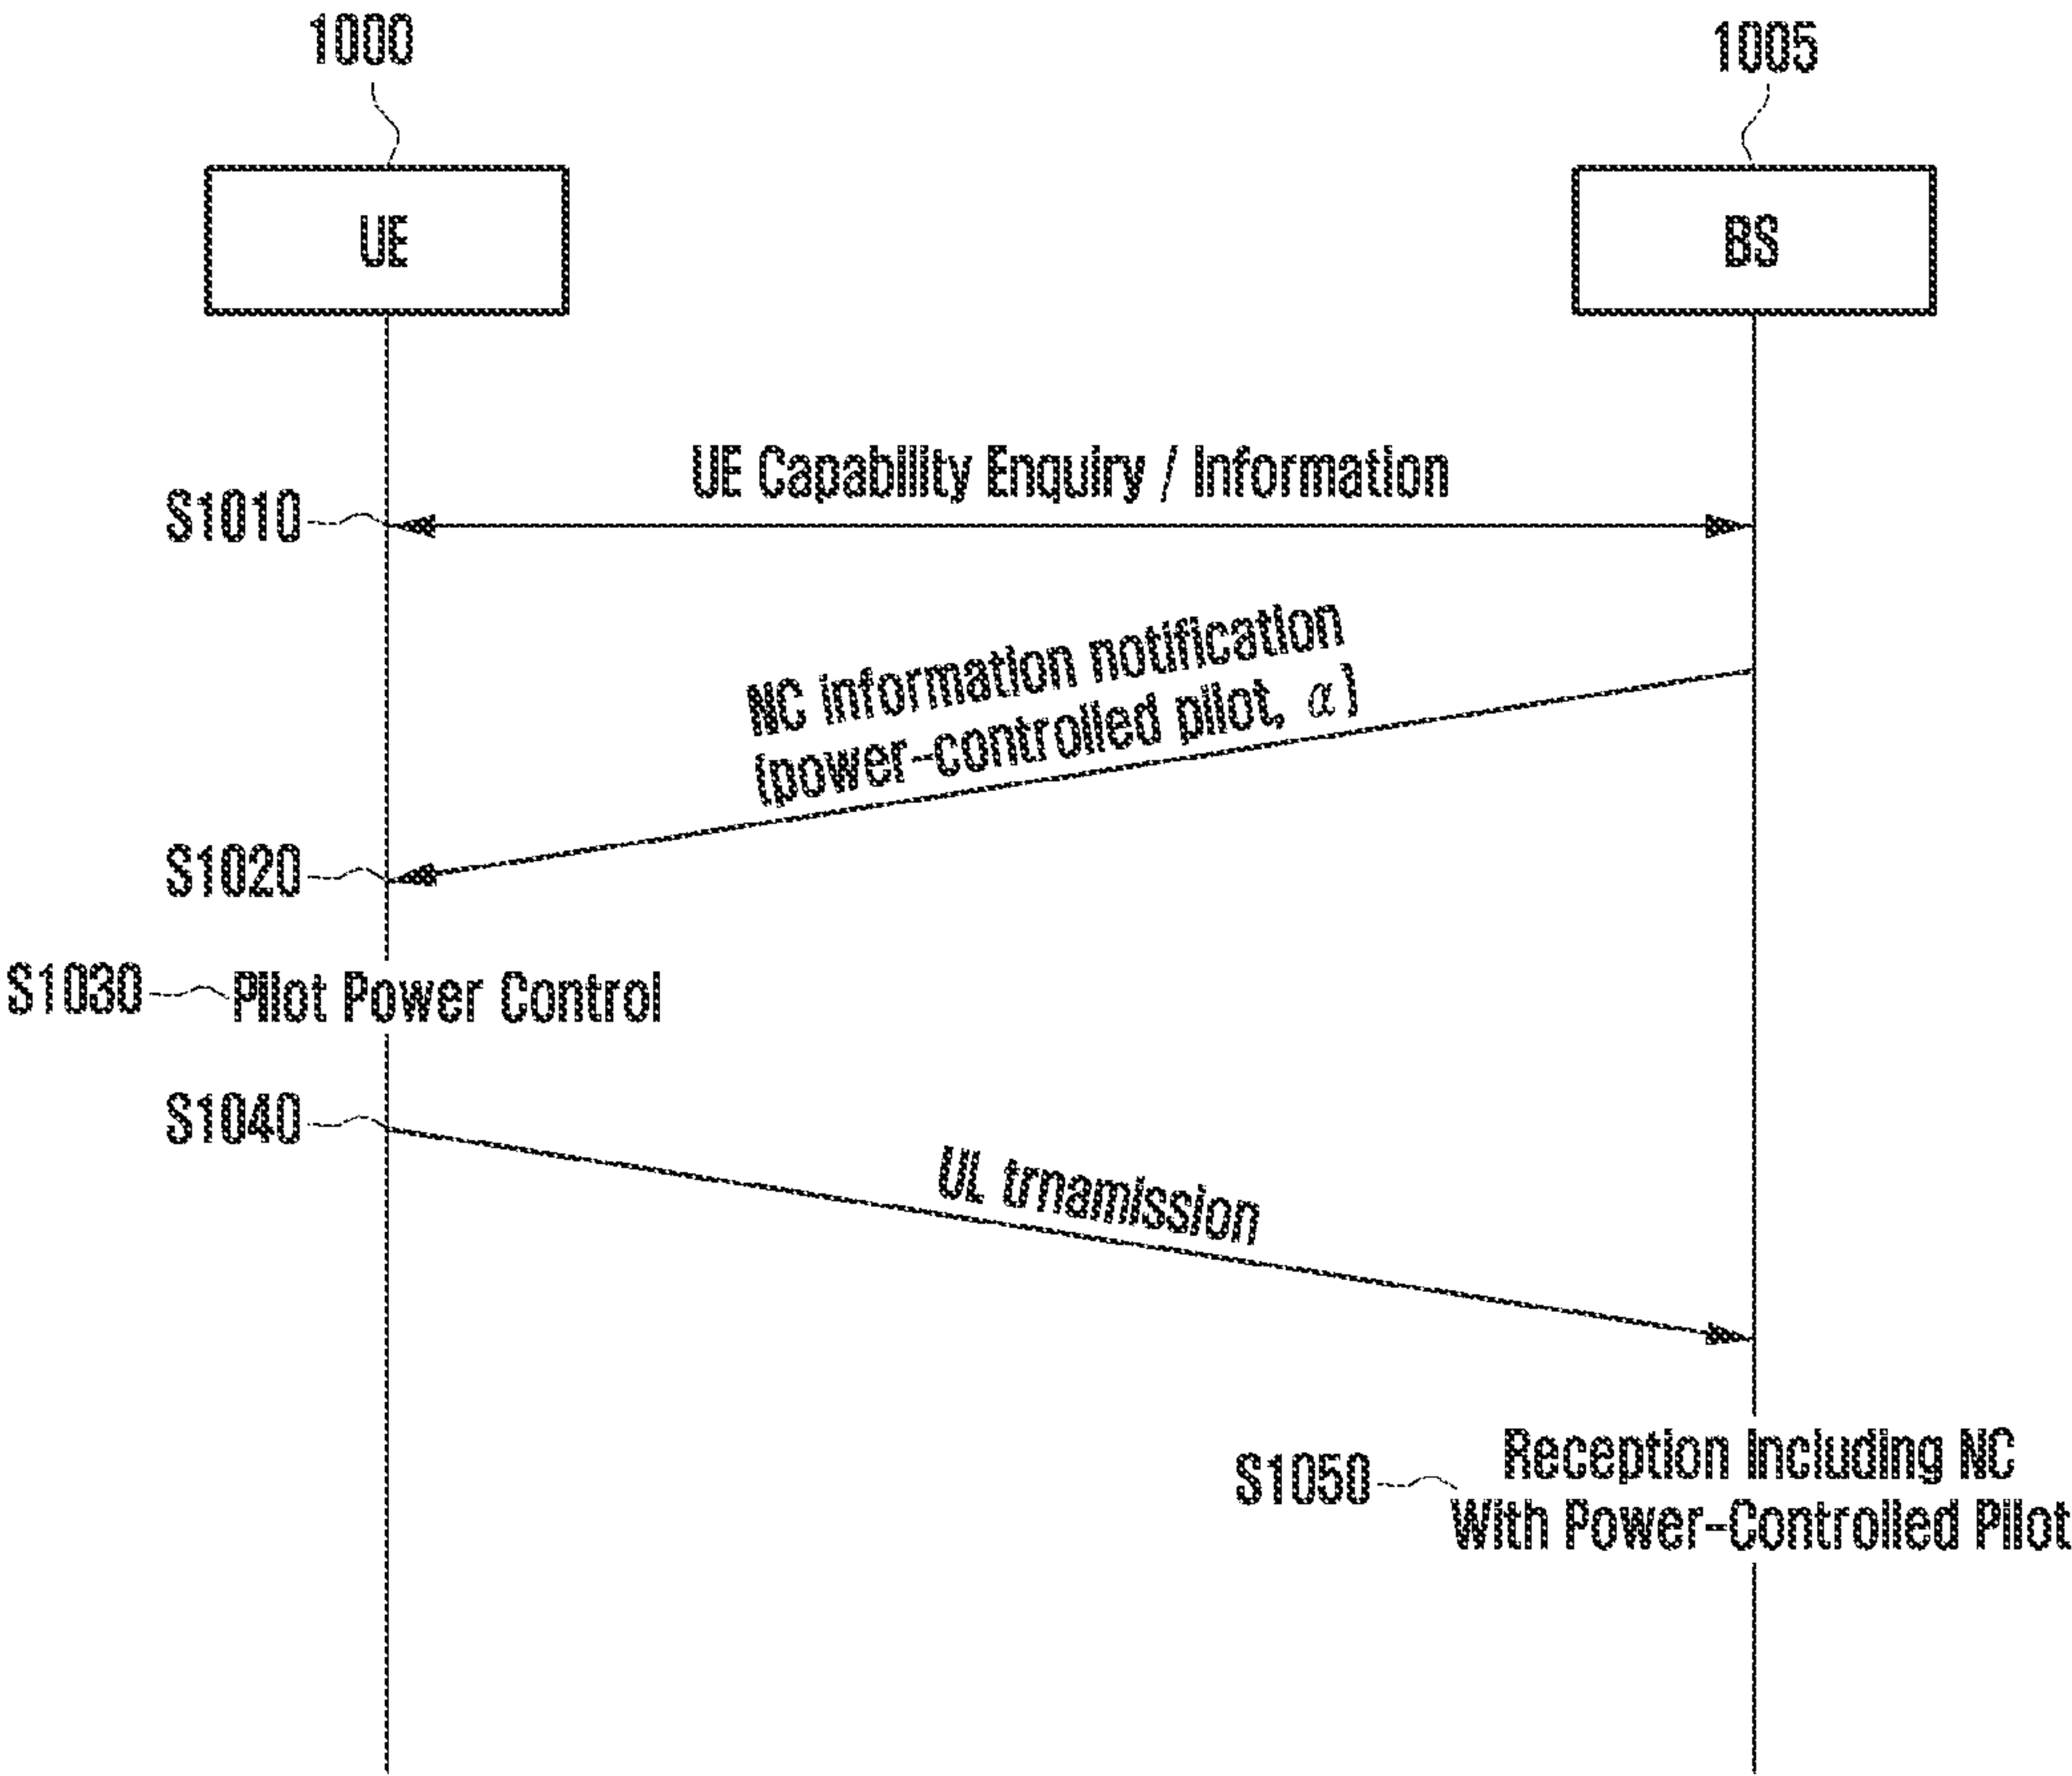 1000
1005
UE
BS
UE Capability Enquiry / Information
S1010
NC information notification
(power-controlled pilot, α)
S1020
S1030
Pilot Power Control
S1040
UL trnamission
S1050
Reception Including NC
With Power-Controlled Pilot